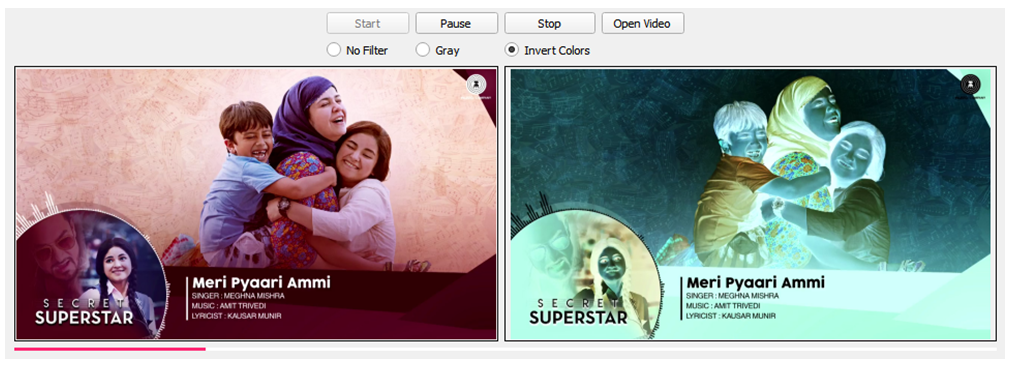 Start Pause Stop Open Video
No Filter Gray Invert Colors
SECRET
SUPERSTAR
Meri Pyaari Ammi
SINGER : MEGHNA MISHRA
MUSIC : AMIT TRIVEDI
LYRICIST : KAUSAR MUNIR
SECRET
SUPERSTAR
Meri Pyaari Ammi
SINGER : MEGHNA MISHRA
MUSIC : AMIT TRIVEDI
LYRICIST : KAUSAR MUNIR